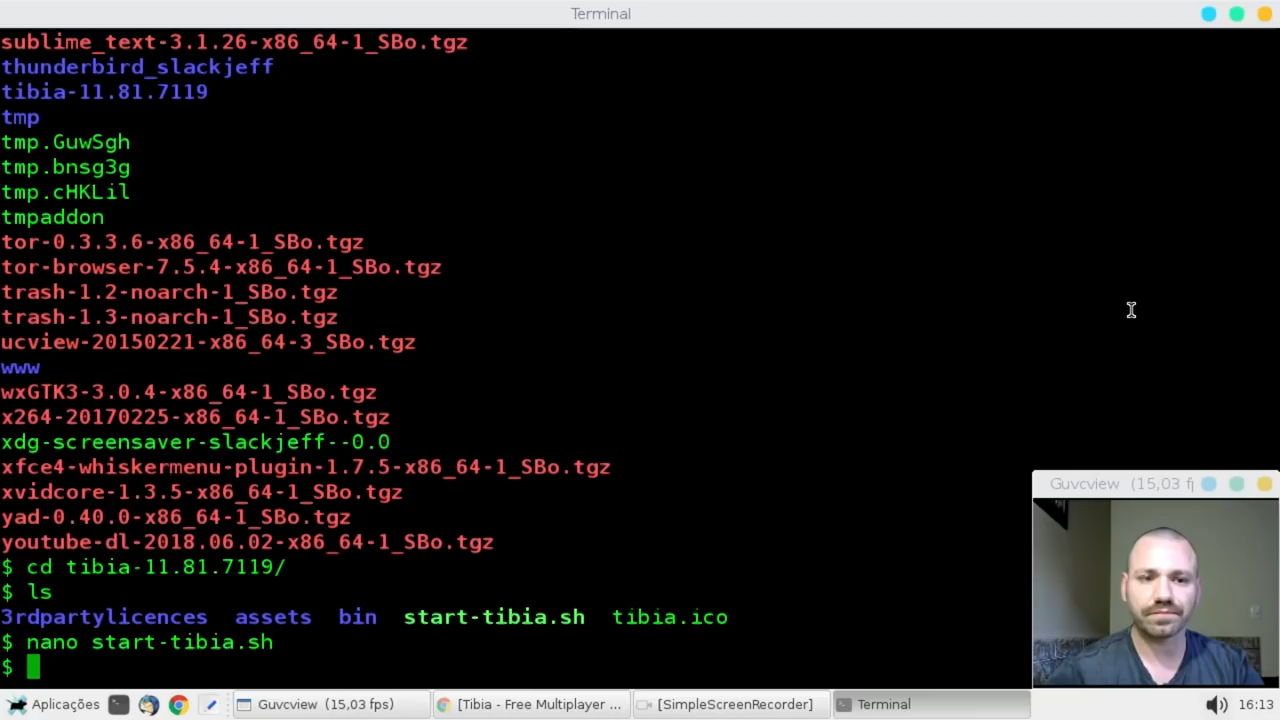 Terminal
sublime_text-3.1.26-x86_64-1_SBo.tgz
thunderbird_slackjeff
tibia-11.81.7119
tmp
tmp.GuwSgh
tmp.bnsg3g
tmp.cHKLil
tmpaddon
tor-0.3.3.6-x86_64-1_SBo.tgz
tor-browser-7.5.4-x86_64-1_SBo.tgz
trash-1.2-noarch-1_SBo.tgz
trash-1.3-noarch-1_SBo.tgz
ucview-20150221-x86_64-3_SBo.tgz
www
wxGTK3-3.0.4-x86_64-1_SBo.tgz
x264-20170225-x86_64-1_SBo.tgz
xdg-screensaver-slackjeff--0.0
xfce4-whiskermenu-plugin-1.7.5-x86_64-1_SBo.tgz
xvidcore-1.3.5-x86_64-1_SBo.tgz
yad-0.40.0-x86_64-1_SBo.tgz
youtube-dl-2018.06.02-x86_64-1_SBo.tgz
$ cd tibia-11.81.7119/
$ ls
3rdpartylicences assets bin start-tibia.sh tibia.ico
$ nano start-tibia.sh
$
Guvcview (15,03 f
Aplicações Guvcview (15,03 fps) [Tibia - Free Multiplayer ... [SimpleScreenRecorder] Terminal 16:13